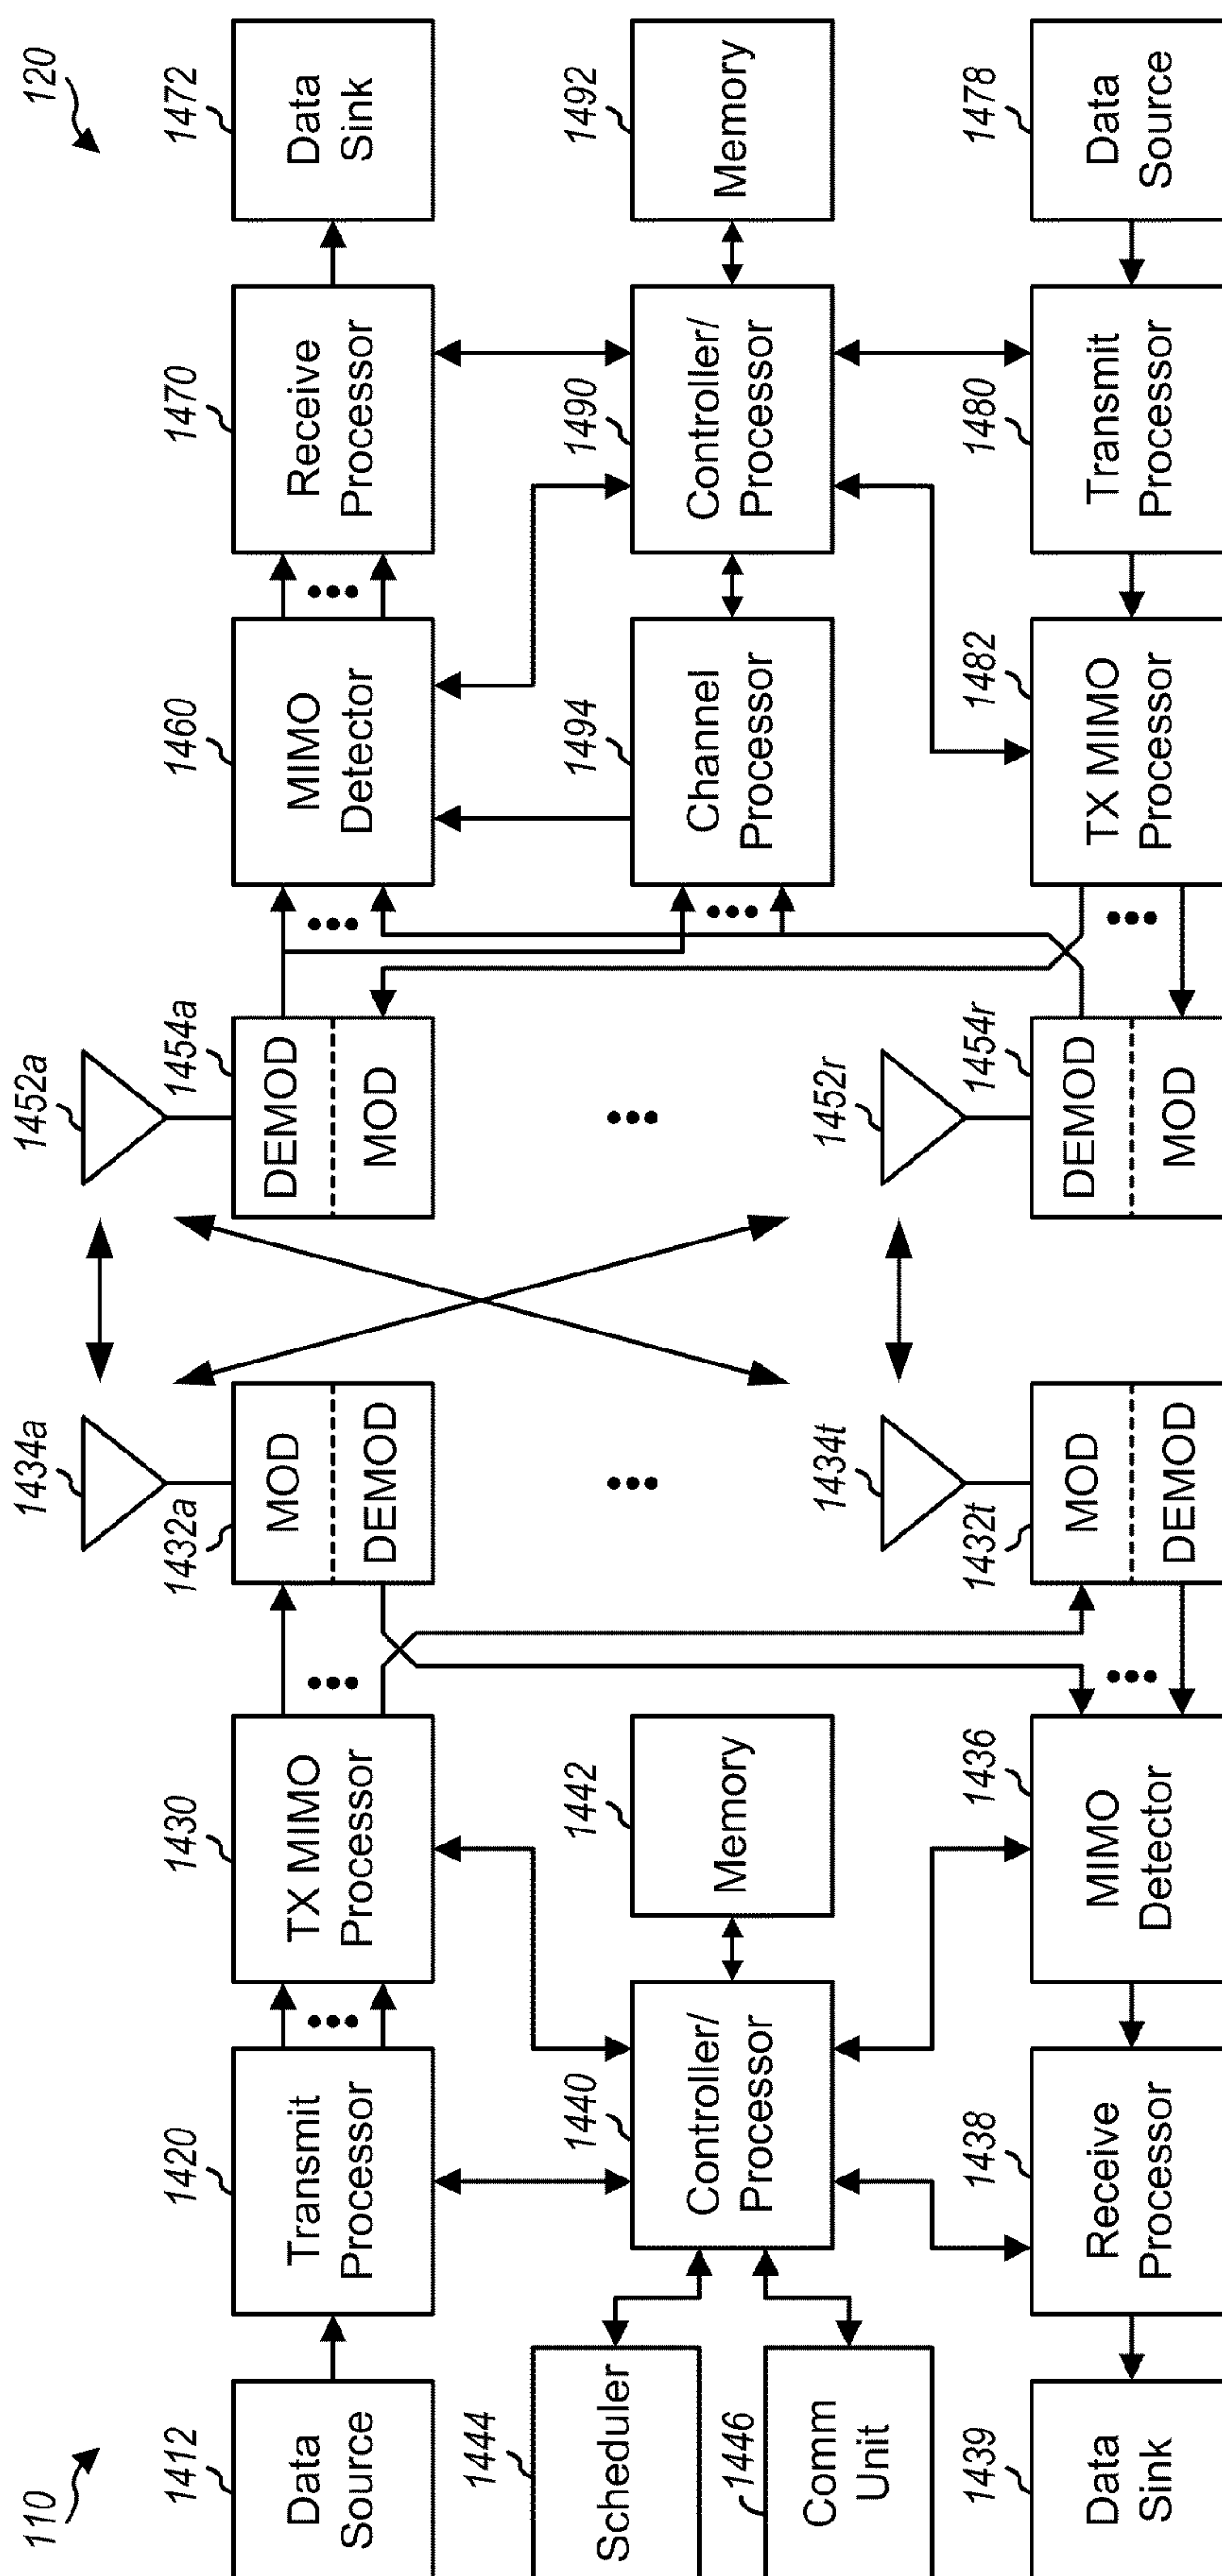 110
120
1412
Data
Source
1420
Transmit
Processor
1430
TX MIMO
Processor
1432a
MOD
DEMOD
1434a
1452a
1454a
DEMOD
MOD
1460
MIMO
Detector
1470
Receive
Processor
1472
Data
Sink
1444
Scheduler
1446
Comm
Unit
1440
Controller/
Processor
1442
Memory
1494
Channel
Processor
1490
Controller/
Processor
1492
Memory
1439
Data
Sink
1438
Receive
Processor
1436
MIMO
Detector
1432t
MOD
DEMOD
1434t
1452r
1454r
DEMOD
MOD
1482
TX MIMO
Processor
1480
Transmit
Processor
1478
Data
Source